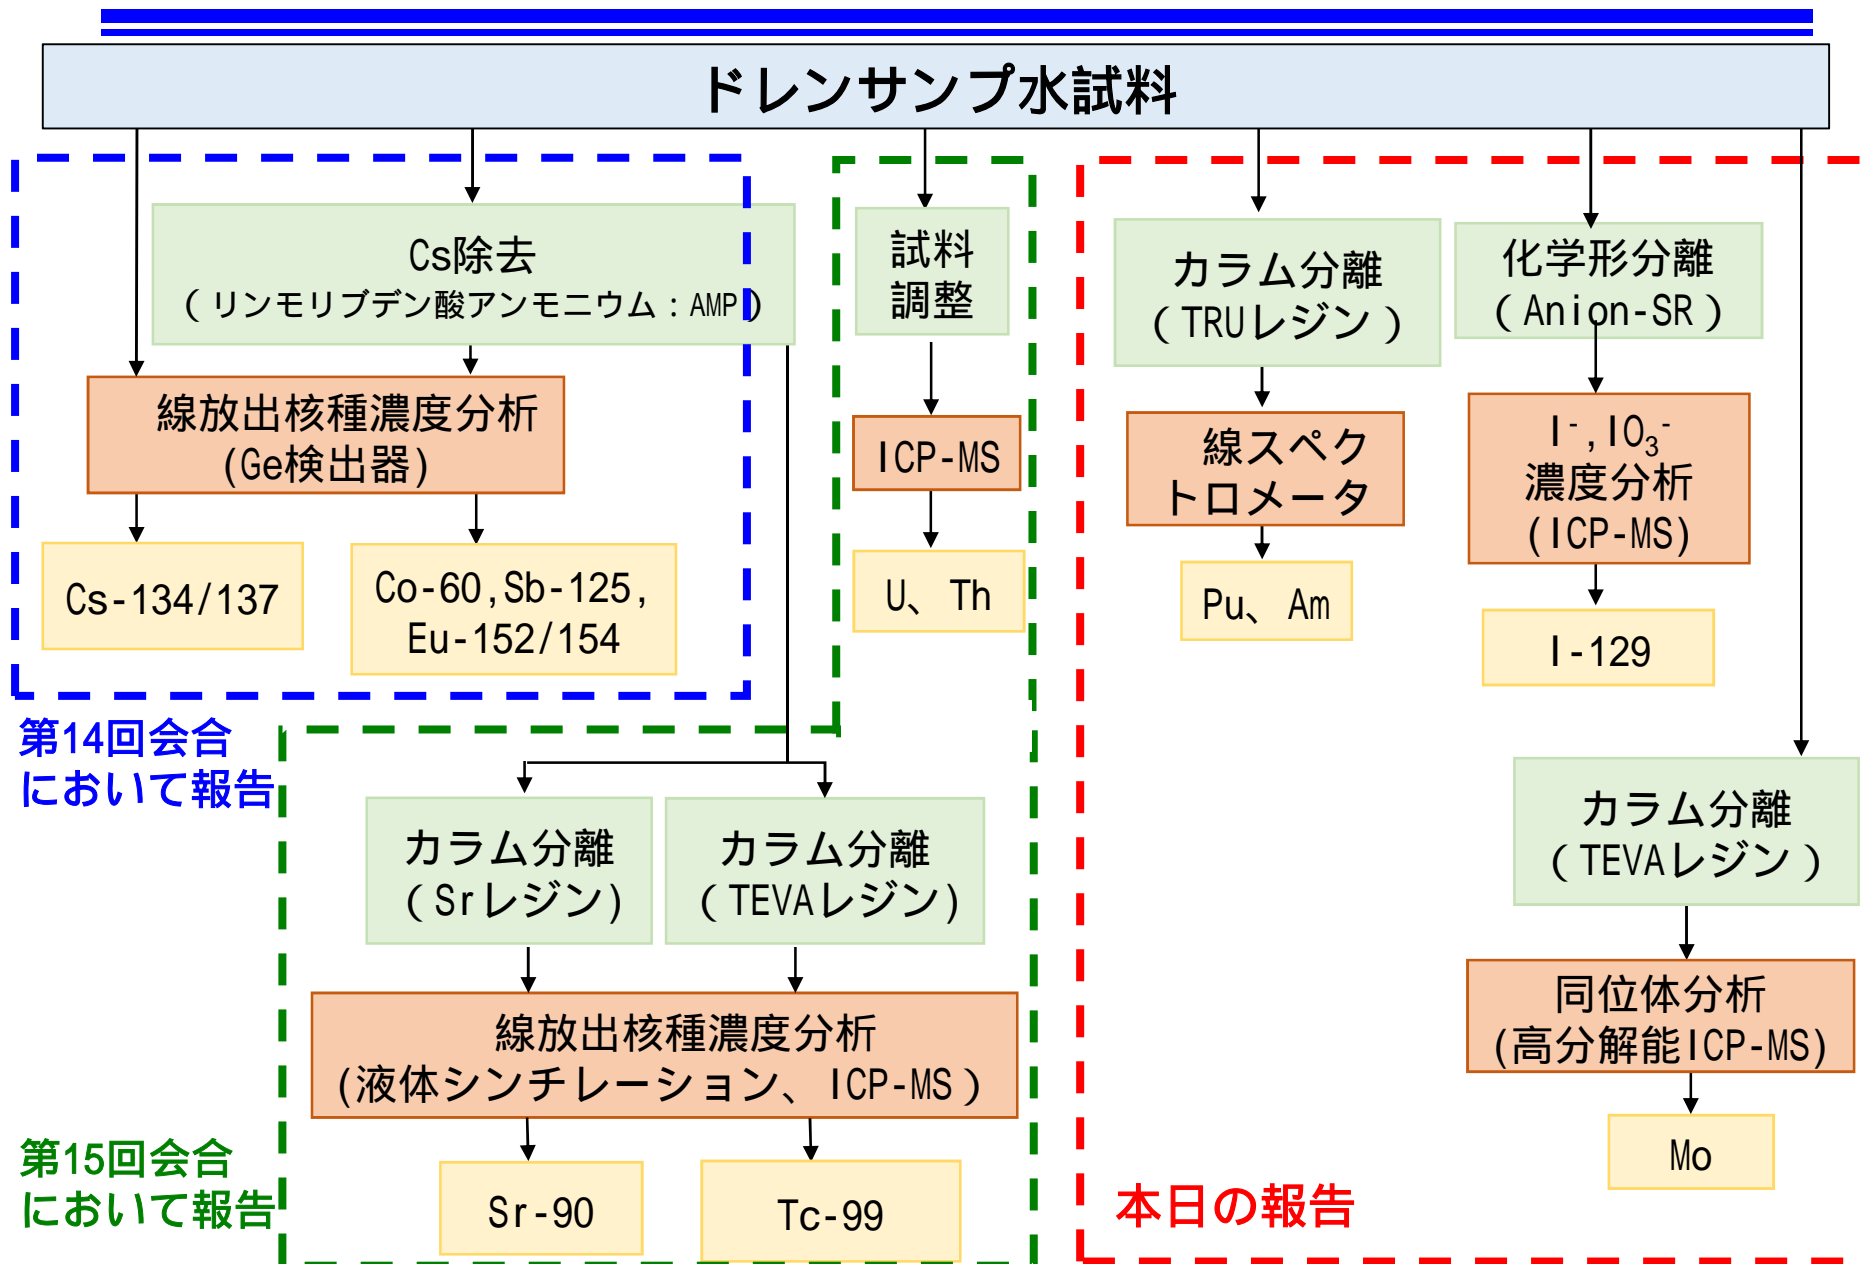 ドレンサンプ水試料
Cs除去
（リンモリブデン酸アンモニウム：AMP）
線放出核種濃度分析
(Ge検出器)
Cs-134/137
Co-60,Sb-125,
Eu-152/154
第14回会合
において報告
試料
調整
ICP-MS
U、Th
カラム分離
（Srレジン)
カラム分離
（TEVAレジン)
線放出核種濃度分析
(液体シンチレーション、ICP-MS）
Sr-90
Tc-99
第15回会合
において報告
カラム分離
（TRUレジン）
線スペク
トロメータ
Pu、Am
化学形分離
（Anion-SR）
I⁻,IO₃⁻
濃度分析
(ICP-MS)
I-129
カラム分離
（TEVAレジン）
同位体分析
(高分解能ICP-MS)
Mo
本日の報告